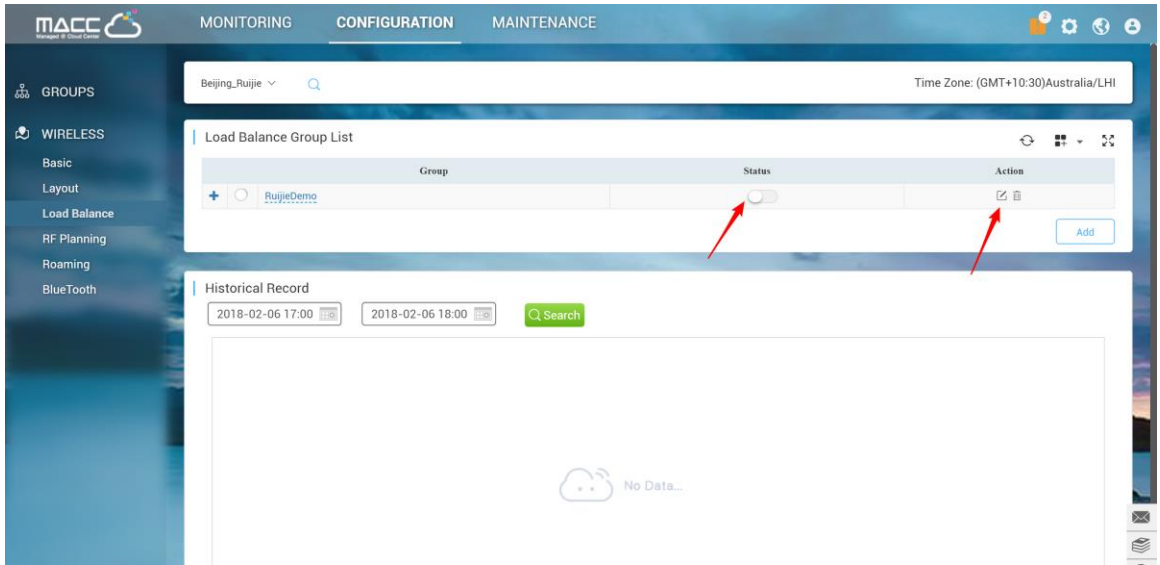 MACC MONITORING CONFIGURATION MAINTENANCE 2
Managed @ Cloud Center
GROUPS
Beijing_Ruijie Time Zone: (GMT+10:30)Australia/LHI
WIRELESS
Basic
Layout
Load Balance
RF Planning
Roaming
BlueTooth
Load Balance Group List
Group Status Action
RuijieDemo
Add
Historical Record
2018-02-06 17:00 2018-02-06 18:00 Search
No Data...